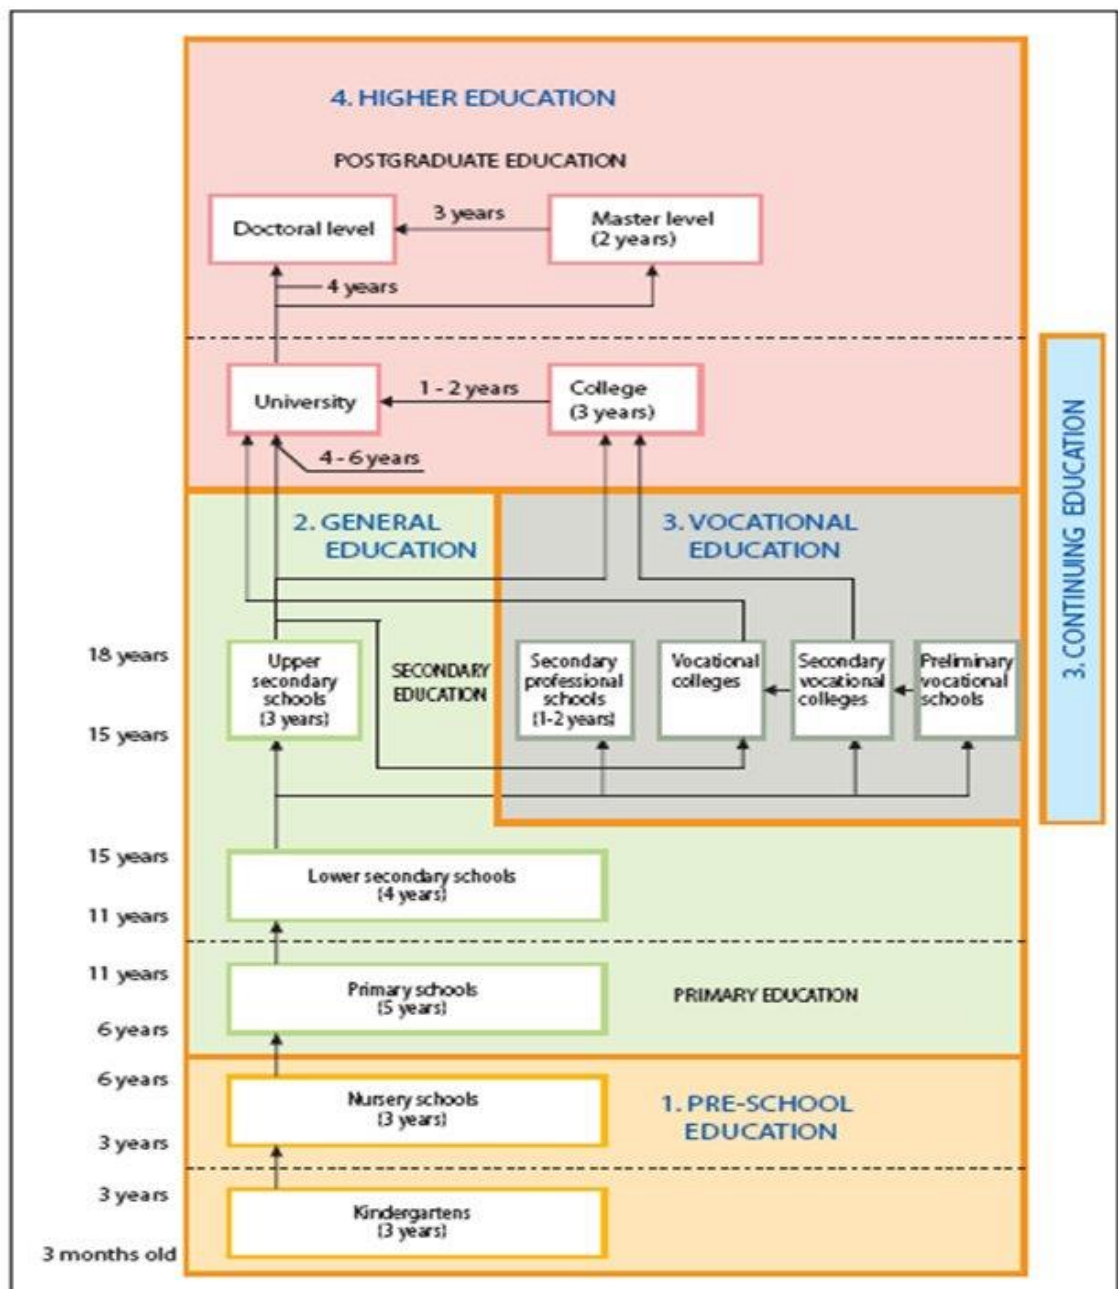 4. HIGHER EDUCATION
POSTGRADUATE EDUCATION
Doctoral level
3 years
Master level
(2 years)
4 years
University
1 - 2 years
College
(3 years)
4 - 6 years
3. CONTINUING EDUCATION
2. GENERAL
EDUCATION
3. VOCATIONAL
EDUCATION
18 years
15 years
Upper
secondary
schools
(3 years)
SECONDARY
EDUCATION
Secondary
professional
schools
(1-2 years)
Vocational
colleges
Secondary
vocational
colleges
Preliminary
vocational
schools
15 years
11 years
Lower secondary schools
(4 years)
11 years
6 years
Primary schools
(5 years)
PRIMARY EDUCATION
6 years
3 years
Nursery schools
(3 years)
1. PRE-SCHOOL
EDUCATION
3 years
3 months old
Kindergartens
(3 years)